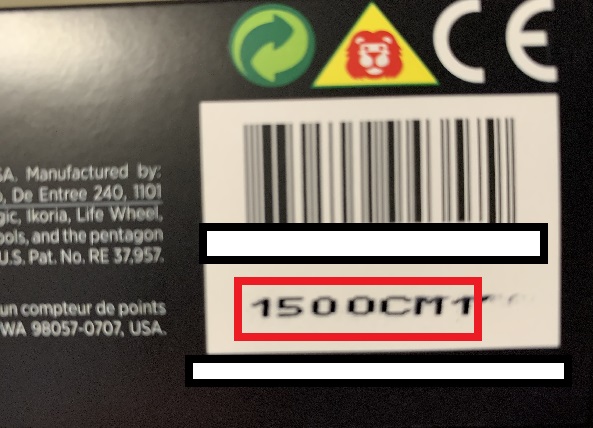 CE
SA. Manufactured by:
, De Entree 240, 1101
gic, Ikoria, Life Wheel,
ools, and the pentagon
U.S. Pat. No. RE 37,957.
1500CM1
un compteur de points
WA 98057-0707, USA.